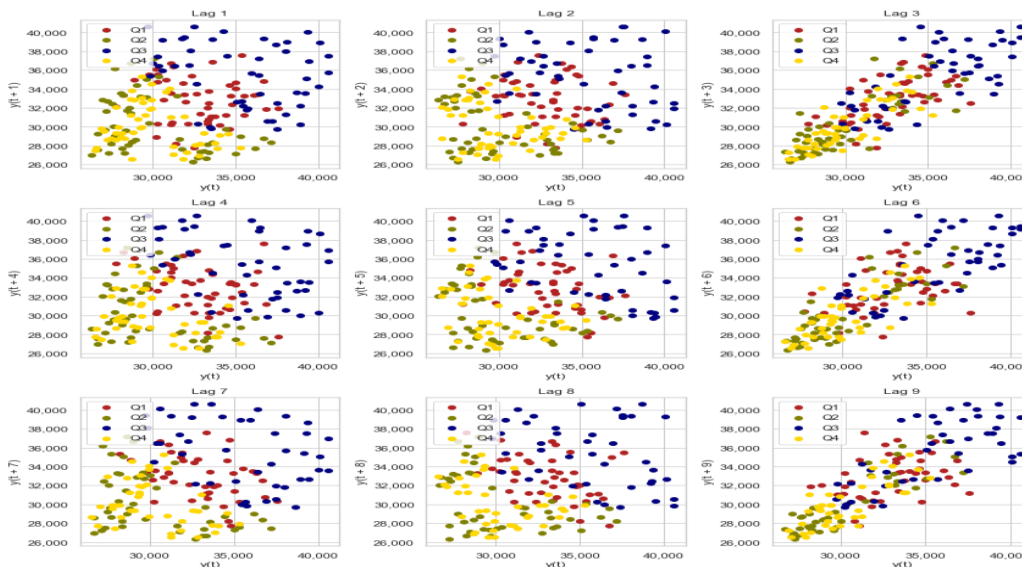 Lag 1
Q1
Q2
Q3
Q4
40,000
38,000
36,000
34,000
32,000
30,000
28,000
26,000
y(t + 1)
30,000 35,000 40,000
y(t)
Lag 2
Q1
Q2
Q3
Q4
40,000
38,000
36,000
34,000
32,000
30,000
28,000
26,000
y(t + 2)
30,000 35,000 40,000
y(t)
Lag 3
Q1
Q2
Q3
Q4
40,000
38,000
36,000
34,000
32,000
30,000
28,000
26,000
y(t + 3)
30,000 35,000 40,000
y(t)
Lag 4
Q1
Q2
Q3
Q4
40,000
38,000
36,000
34,000
32,000
30,000
28,000
26,000
y(t + 4)
30,000 35,000 40,000
y(t)
Lag 5
Q1
Q2
Q3
Q4
40,000
38,000
36,000
34,000
32,000
30,000
28,000
26,000
y(t + 5)
30,000 35,000 40,000
y(t)
Lag 6
Q1
Q2
Q3
Q4
40,000
38,000
36,000
34,000
32,000
30,000
28,000
26,000
y(t + 6)
30,000 35,000 40,000
y(t)
Lag 7
Q1
Q2
Q3
Q4
40,000
38,000
36,000
34,000
32,000
30,000
28,000
26,000
y(t + 7)
30,000 35,000 40,000
y(t)
Lag 8
Q1
Q2
Q3
Q4
40,000
38,000
36,000
34,000
32,000
30,000
28,000
26,000
y(t + 8)
30,000 35,000 40,000
y(t)
Lag 9
Q1
Q2
Q3
Q4
40,000
38,000
36,000
34,000
32,000
30,000
28,000
26,000
y(t + 9)
30,000 35,000 40,000
y(t)